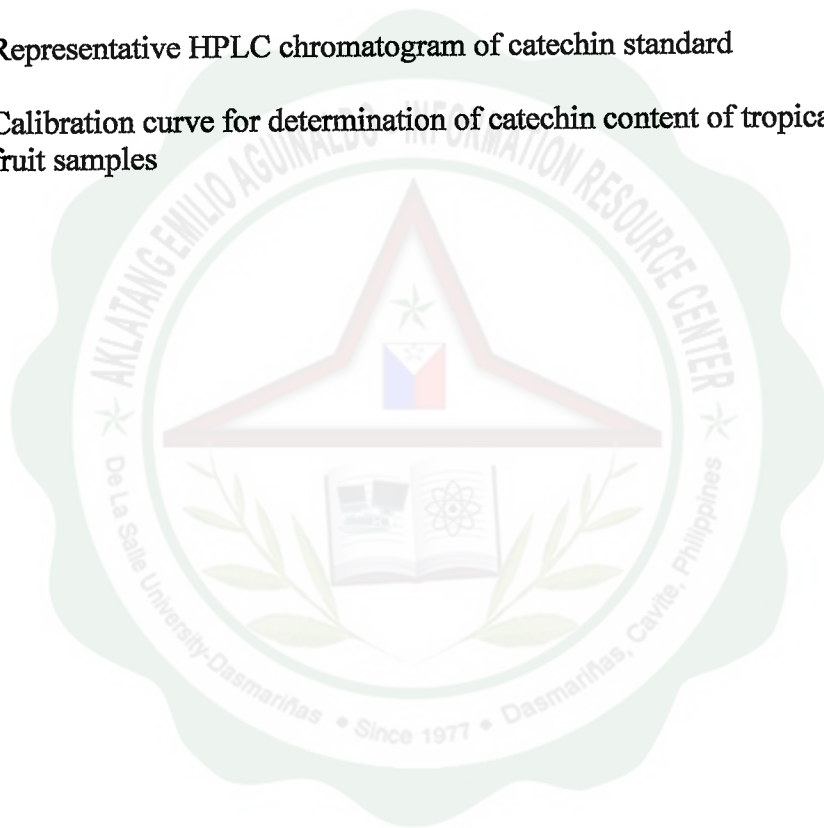 Representative HPLC chromatogram of catechin standard
Calibration curve for determination of catechin content of tropica
fruit samples
AKLATANG EMILIO AGUINALDO - INFORMATION RESOURCE CENTER
De La Salle University-Dasmariñas • Since 1977 • Dasmariñas, Cavite, Philippines